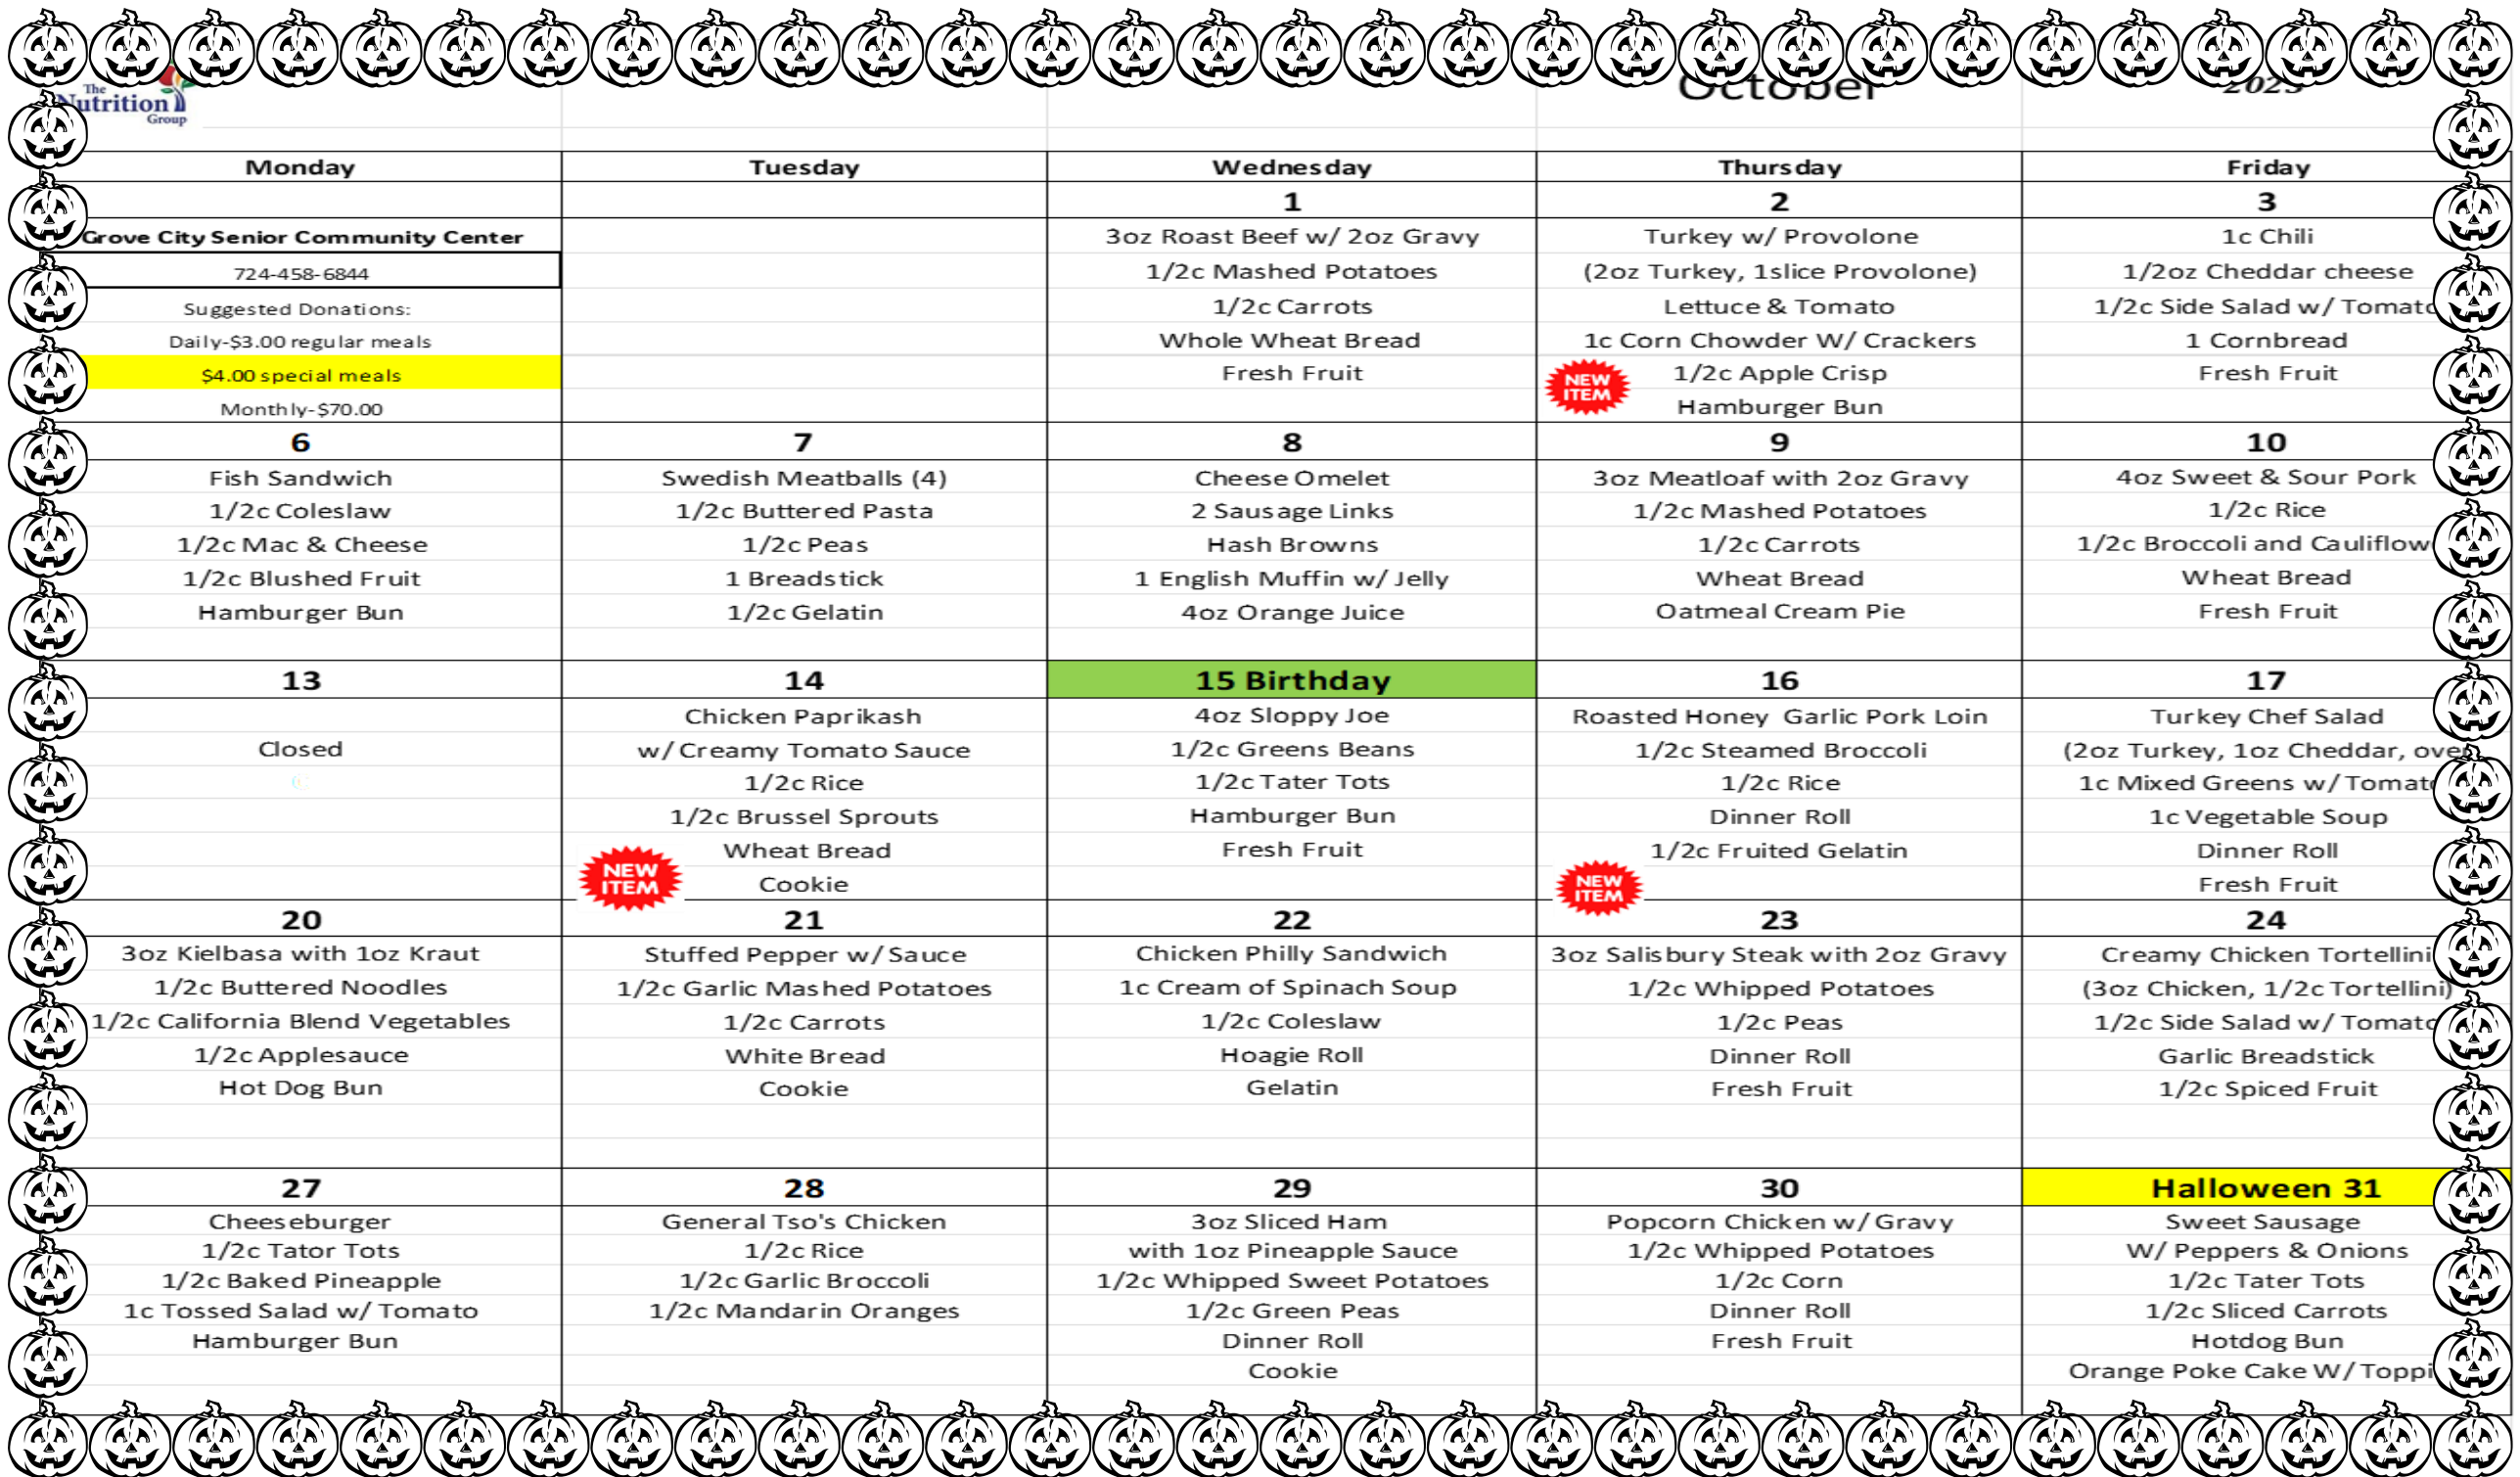 The
Nutrition
Group
October
2025
Monday
Tuesday
Wednesday
Thursday
Friday
Grove City Senior Community Center
724-458-6844
Suggested Donations:
Daily-$3.00 regular meals
$4.00 special meals
Monthly-$70.00
1
3oz Roast Beef w/ 2oz Gravy
1/2c Mashed Potatoes
1/2c Carrots
Whole Wheat Bread
Fresh Fruit
2
Turkey w/ Provolone
(2oz Turkey, 1slice Provolone)
Lettuce & Tomato
1c Corn Chowder W/ Crackers
NEW
ITEM
1/2c Apple Crisp
Hamburger Bun
3
1c Chili
1/2oz Cheddar cheese
1/2c Side Salad w/ Tomato
1 Cornbread
Fresh Fruit
6
Fish Sandwich
1/2c Coleslaw
1/2c Mac & Cheese
1/2c Blushed Fruit
Hamburger Bun
7
Swedish Meatballs (4)
1/2c Buttered Pasta
1/2c Peas
1 Breadstick
1/2c Gelatin
8
Cheese Omelet
2 Sausage Links
Hash Browns
1 English Muffin w/ Jelly
4oz Orange Juice
9
3oz Meatloaf with 2oz Gravy
1/2c Mashed Potatoes
1/2c Carrots
Wheat Bread
Oatmeal Cream Pie
10
4oz Sweet & Sour Pork
1/2c Rice
1/2c Broccoli and Cauliflow
Wheat Bread
Fresh Fruit
13
Closed
14
Chicken Paprikash
w/ Creamy Tomato Sauce
1/2c Rice
1/2c Brussel Sprouts
Wheat Bread
NEW
ITEM
Cookie
15 Birthday
4oz Sloppy Joe
1/2c Greens Beans
1/2c Tater Tots
Hamburger Bun
Fresh Fruit
16
Roasted Honey Garlic Pork Loin
1/2c Steamed Broccoli
1/2c Rice
Dinner Roll
1/2c Fruited Gelatin
NEW
ITEM
17
Turkey Chef Salad
(2oz Turkey, 1oz Cheddar, over
1c Mixed Greens w/ Tomato
1c Vegetable Soup
Dinner Roll
Fresh Fruit
20
3oz Kielbasa with 1oz Kraut
1/2c Buttered Noodles
1/2c California Blend Vegetables
1/2c Applesauce
Hot Dog Bun
21
Stuffed Pepper w/ Sauce
1/2c Garlic Mashed Potatoes
1/2c Carrots
White Bread
Cookie
22
Chicken Philly Sandwich
1c Cream of Spinach Soup
1/2c Coleslaw
Hoagie Roll
Gelatin
23
3oz Salisbury Steak with 2oz Gravy
1/2c Whipped Potatoes
1/2c Peas
Dinner Roll
Fresh Fruit
24
Creamy Chicken Tortellini
(3oz Chicken, 1/2c Tortellini)
1/2c Side Salad w/ Tomato
Garlic Breadstick
1/2c Spiced Fruit
27
Cheeseburger
1/2c Tator Tots
1/2c Baked Pineapple
1c Tossed Salad w/ Tomato
Hamburger Bun
28
General Tso's Chicken
1/2c Rice
1/2c Garlic Broccoli
1/2c Mandarin Oranges
29
3oz Sliced Ham
with 1oz Pineapple Sauce
1/2c Whipped Sweet Potatoes
1/2c Green Peas
Dinner Roll
Cookie
30
Popcorn Chicken w/ Gravy
1/2c Whipped Potatoes
1/2c Corn
Dinner Roll
Fresh Fruit
Halloween 31
Sweet Sausage
W/ Peppers & Onions
1/2c Tater Tots
1/2c Sliced Carrots
Hotdog Bun
Orange Poke Cake W/ Toppi